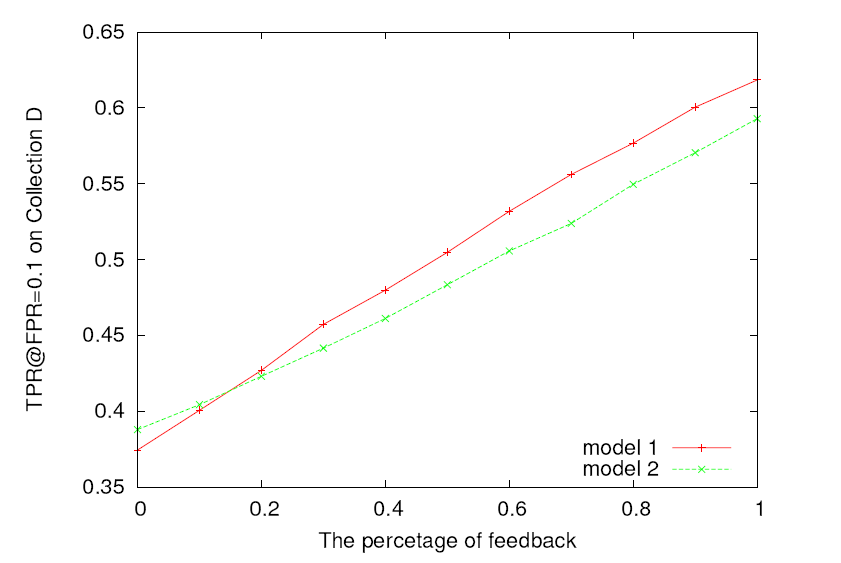 0.65
0.6
0.55
0.5
0.45
0.4
0.35
TPR@FPR=0.1 on Collection D
model 1
model 2
0 0.2 0.4 0.6 0.8 1
The percetage of feedback